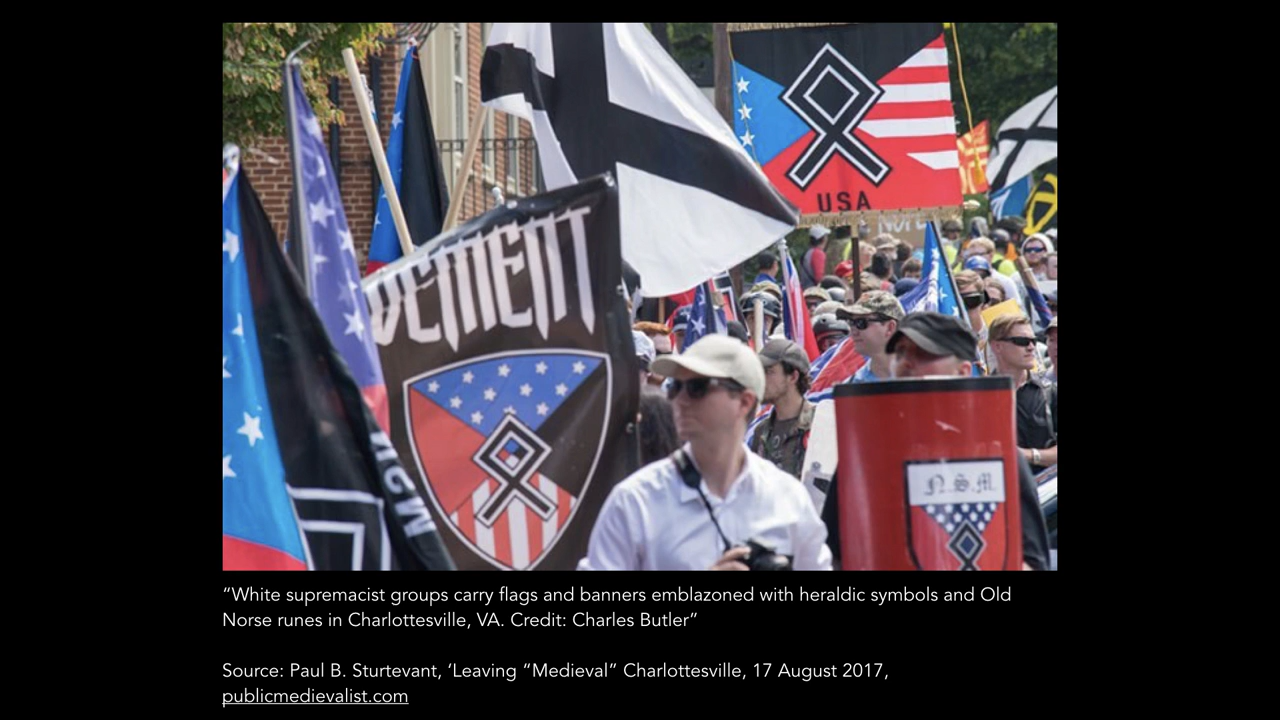 USA
VEMENT
N.S.M.
NSM
“White supremacist groups carry flags and banners emblazoned with heraldic symbols and Old
Norse runes in Charlottesville, VA. Credit: Charles Butler”
Source: Paul B. Sturtevant, ‘Leaving “Medieval” Charlottesville, 17 August 2017,
publicmedievalist.com